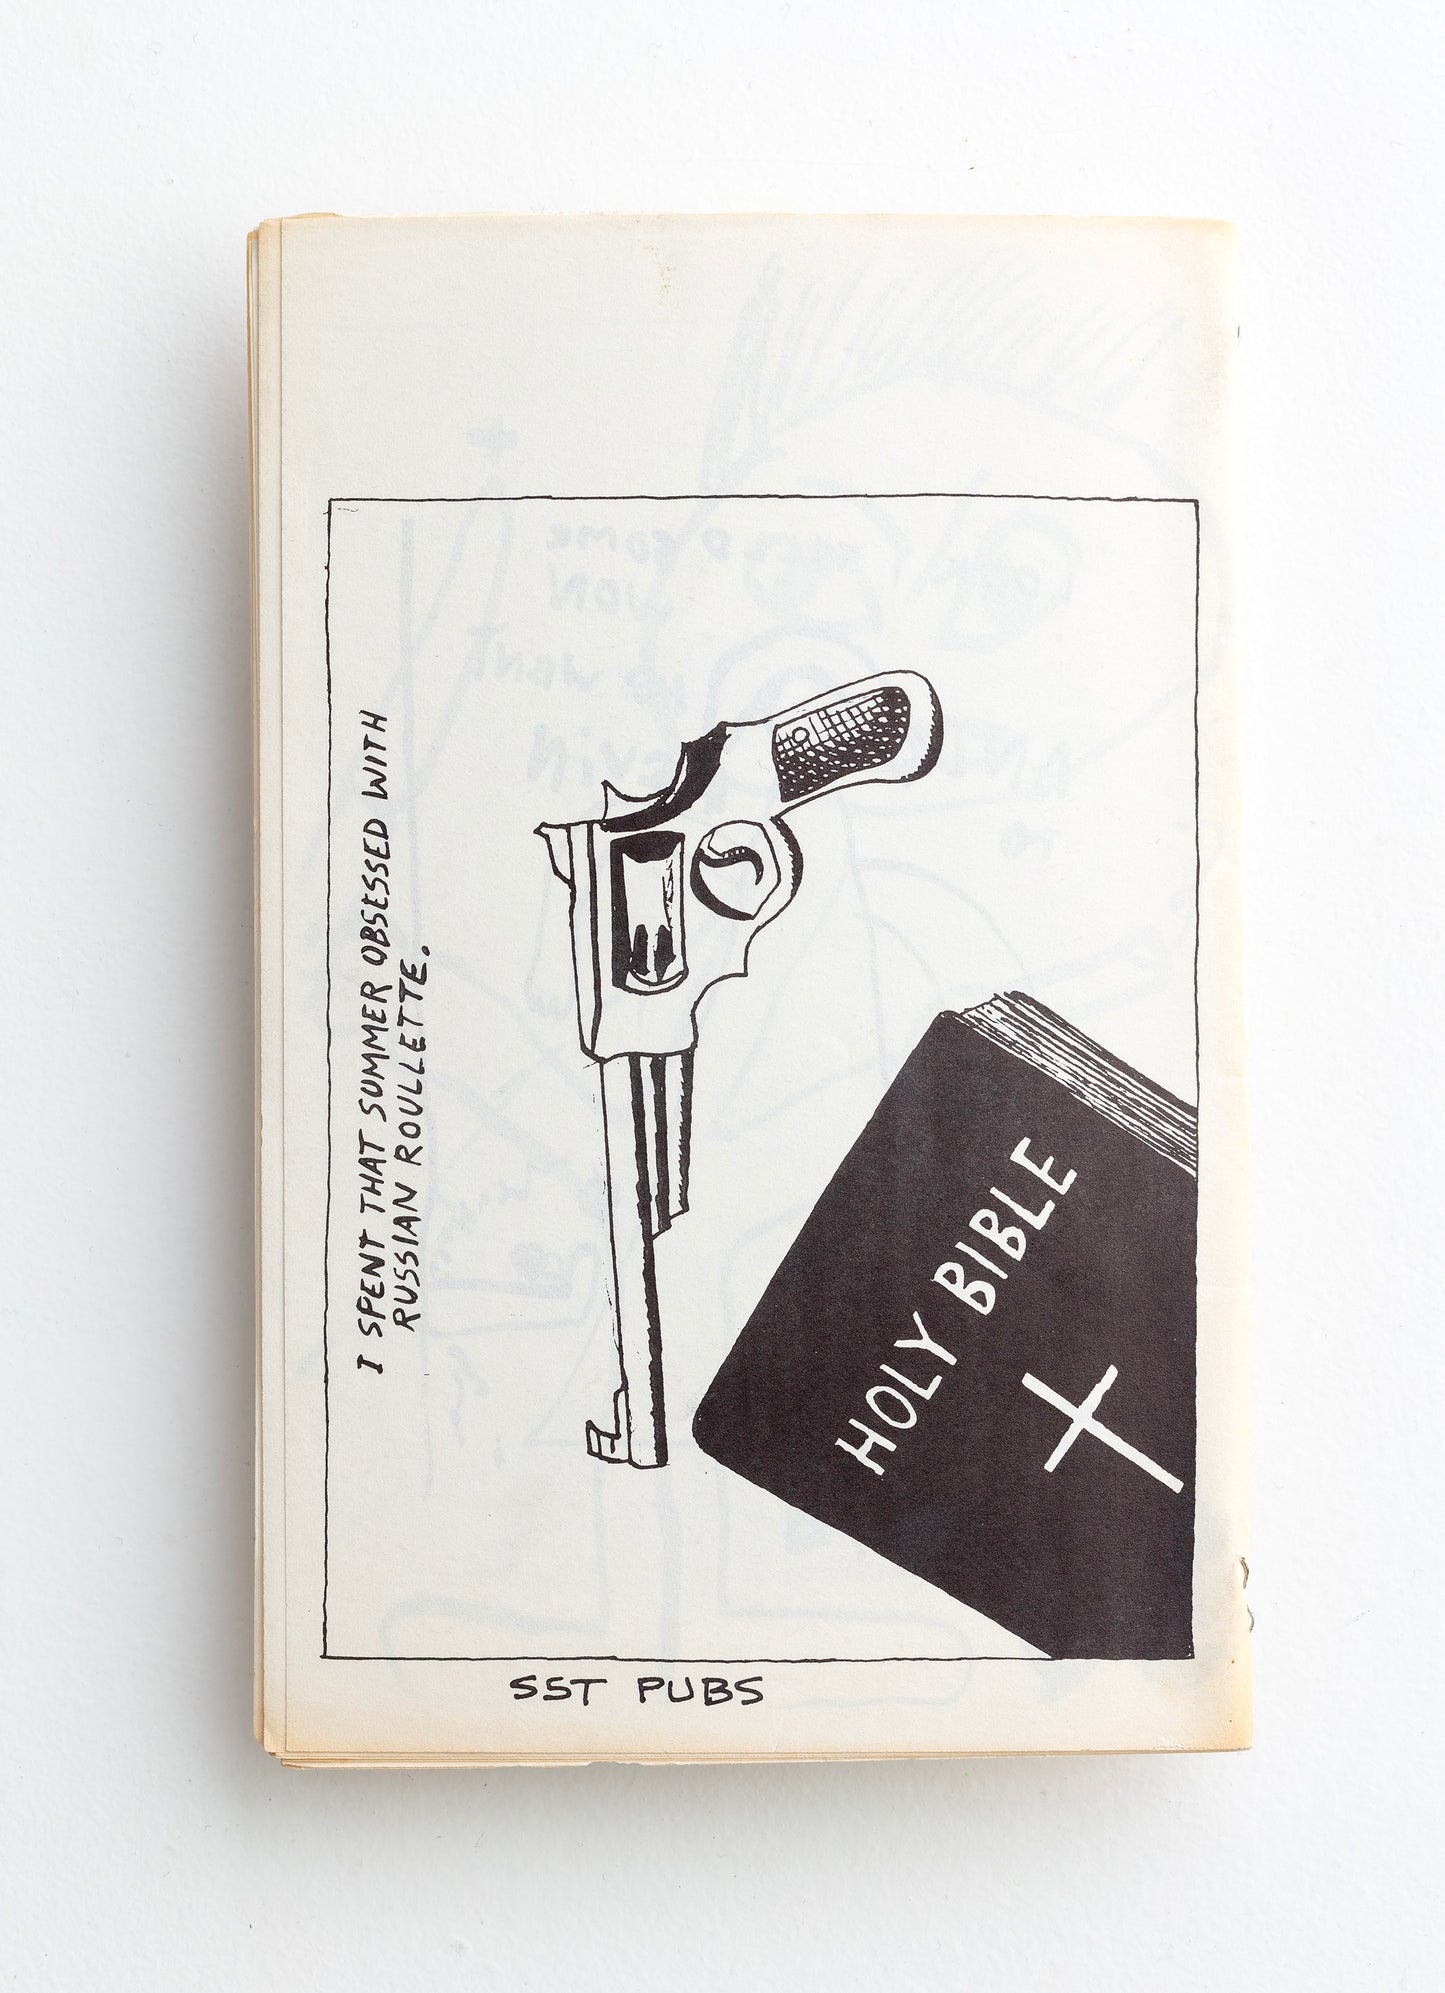 I SPENT THAT SUMMER OBSESSED WITH
RUSSIAN ROULLETTE.
HOLY BIBLE
SST PUBS